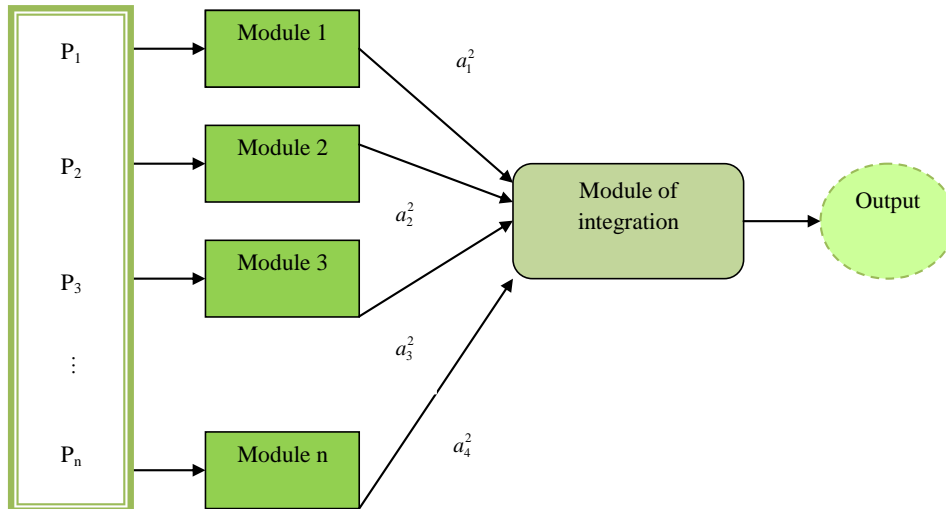 P₁
Module 1
a₁²
P₂
Module 2
a₂²
Module of
integration
Output
P₃
Module 3
a₃²
⋮
Pₙ
Module n
a₄²